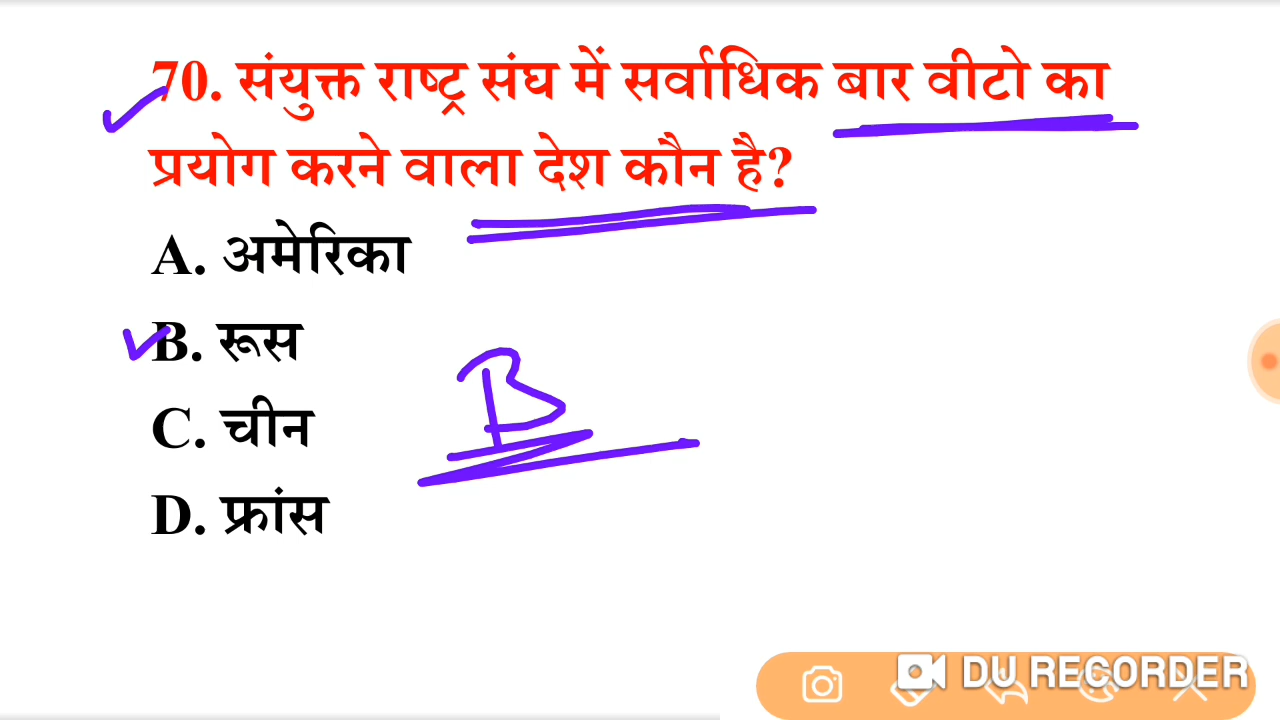 70. संयुक्त राष्ट्र संघ में सर्वाधिक बार वीटो का
प्रयोग करने वाला देश कौन है?
A. अमेरिका
B. रूस
C. चीन
D. फ्रांस
B
DU RECORDER